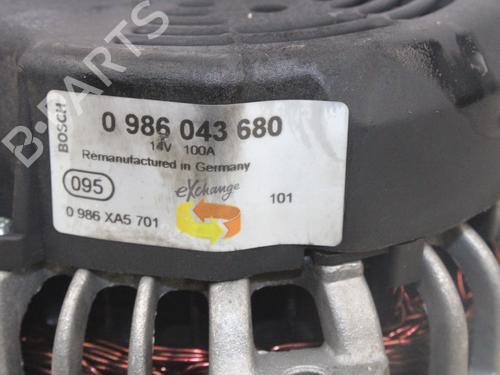 B-PARTS
BOSCH
0 986 043 680
14V 100A
Remanufactured in Germany
095
eXchange
101
0 986 XA5 701